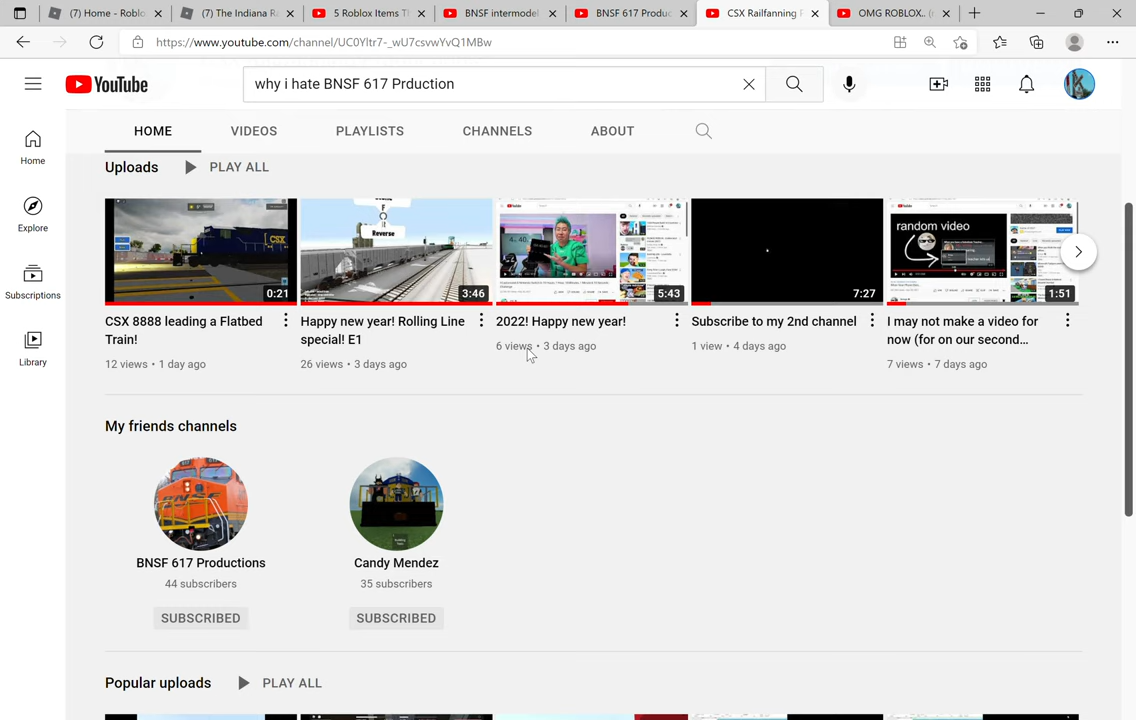 (7) Home - Roblo
(7) The Indiana R
5 Roblox Items T
BNSF intermodel
BNSF 617 Produc
CSX Railfanning P
OMG ROBLOX.. (
https://www.youtube.com/channel/UC0Yltr7-_wU7csvwYvQ1MBw
YouTube
why i hate BNSF 617 Prduction
HOME
VIDEOS
PLAYLISTS
CHANNELS
ABOUT
Home
Explore
Subscriptions
Library
Uploads
PLAY ALL
CSX
0:21
F
Reverse
3:46
5:43
7:27
random video
1:51
CSX 8888 leading a Flatbed
Train!
12 views • 1 day ago
Happy new year! Rolling Line
special! E1
26 views • 3 days ago
2022! Happy new year!
6 views • 3 days ago
Subscribe to my 2nd channel
1 view • 4 days ago
I may not make a video for
now (for on our second…
7 views • 7 days ago
My friends channels
BNSF
BNSF 617 Productions
44 subscribers
SUBSCRIBED
Candy Mendez
35 subscribers
SUBSCRIBED
Popular uploads
PLAY ALL